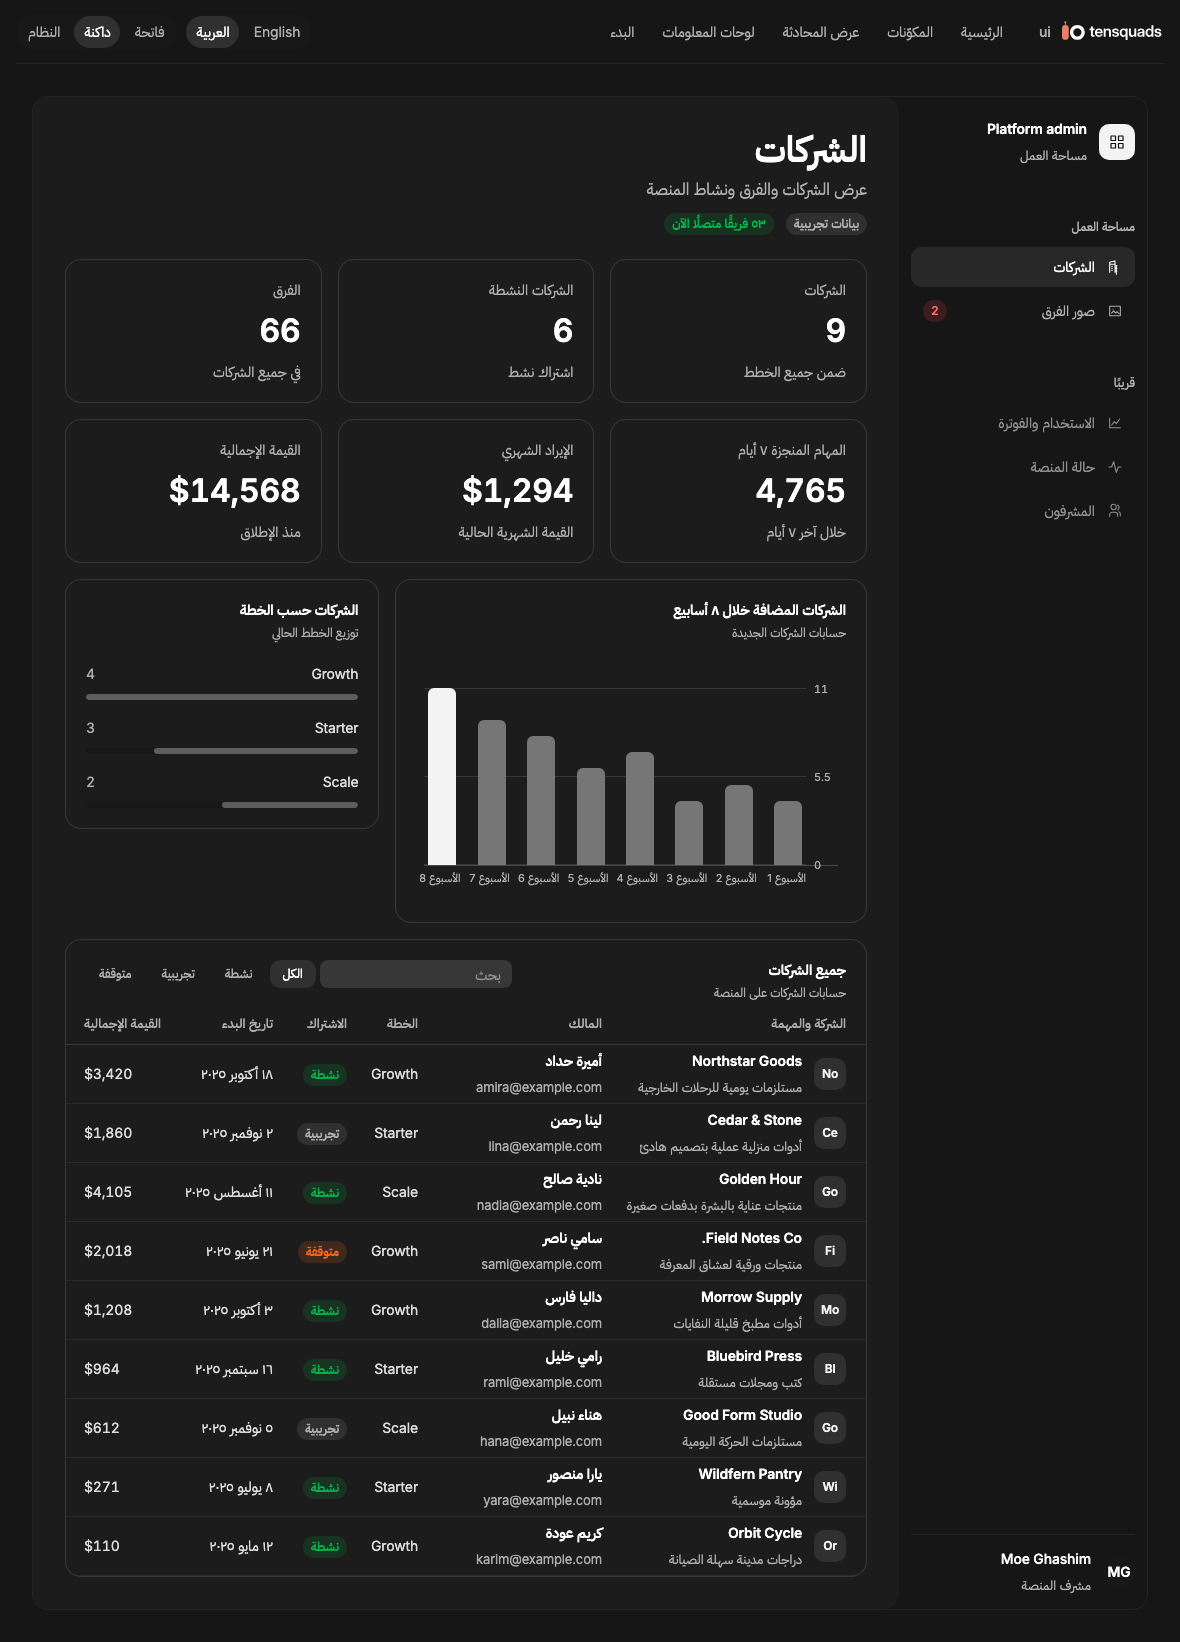 tensquads ui
الرئيسية
المكوّنات
عرض المحادثة
لوحات المعلومات
البدء
English
العربية
فاتحة
داكنة
النظام
Platform admin
مساحة العمل
مساحة العمل
الشركات
صور الفرق
2
قريبًا
الاستخدام والفوترة
حالة المنصة
المشرفون
MG
Moe Ghashim
مشرف المنصة
الشركات
عرض الشركات والفرق ونشاط المنصة
بيانات تجريبية
٥٣ فريقًا متصلًا الآن
الشركات
9
ضمن جميع الخطط
الشركات النشطة
6
اشتراك نشط
الفرق
66
في جميع الشركات
المهام المنجزة ٧ أيام
4,765
خلال آخر ٧ أيام
الإيراد الشهري
$1,294
القيمة الشهرية الحالية
القيمة الإجمالية
$14,568
منذ الإطلاق
الشركات المضافة خلال ٨ أسابيع
حسابات الشركات الجديدة
11
5.5
0
الأسبوع 1
الأسبوع 2
الأسبوع 3
الأسبوع 4
الأسبوع 5
الأسبوع 6
الأسبوع 7
الأسبوع 8
الشركات حسب الخطة
توزيع الخطط الحالي
Growth 4
Starter 3
Scale 2
جميع الشركات
حسابات الشركات على المنصة
بحث
الكل
نشطة
تجريبية
متوقفة
الشركة والمهمة المالك الخطة الاشتراك تاريخ البدء القيمة الإجمالية
No Northstar Goods أميرة حداد Growth نشطة ١٨ أكتوبر ٢٠٢٥ $3,420
مستلزمات يومية للرحلات الخارجية amira@example.com
Ce Cedar & Stone لينا رحمن Starter تجريبية ٢ نوفمبر ٢٠٢٥ $1,860
أدوات منزلية عملية بتصميم هادئ lina@example.com
Go Golden Hour نادية صالح Scale نشطة ١١ أغسطس ٢٠٢٥ $4,105
منتجات عناية بالبشرة بدفعات صغيرة nadia@example.com
Fi Field Notes Co. سامي ناصر Growth متوقفة ٢١ يونيو ٢٠٢٥ $2,018
منتجات ورقية لعشاق المعرفة sami@example.com
Mo Morrow Supply داليا فارس Growth نشطة ٣ أكتوبر ٢٠٢٥ $1,208
أدوات مطبخ قليلة النفايات dalia@example.com
Bl Bluebird Press رامي خليل Starter نشطة ١٦ سبتمبر ٢٠٢٥ $964
كتب ومجلات مستقلة rami@example.com
Go Good Form Studio هناء نبيل Scale تجريبية ٥ نوفمبر ٢٠٢٥ $612
مستلزمات الحركة اليومية hana@example.com
Wi Wildfern Pantry يارا منصور Starter نشطة ٨ يوليو ٢٠٢٥ $271
مؤونة موسمية yara@example.com
Or Orbit Cycle كريم عودة Growth نشطة ١٢ مايو ٢٠٢٥ $110
دراجات مدينة سهلة الصيانة karim@example.com